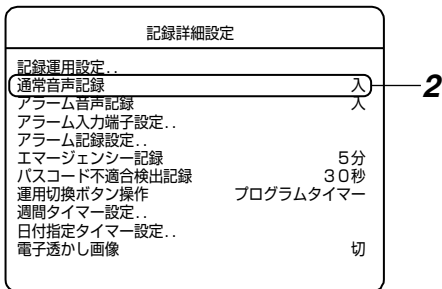 記録詳細設定
記録運用設定..
通常音声記録 入 2
アラーム音声記録 入
アラーム入力端子設定..
アラーム記録設定..
エマージェンシー記録 5分
パスコード不適合検出記録 30秒
運用切換ボタン操作 プログラムタイマー
週間タイマー設定..
日付指定タイマー設定..
電子透かし画像 切